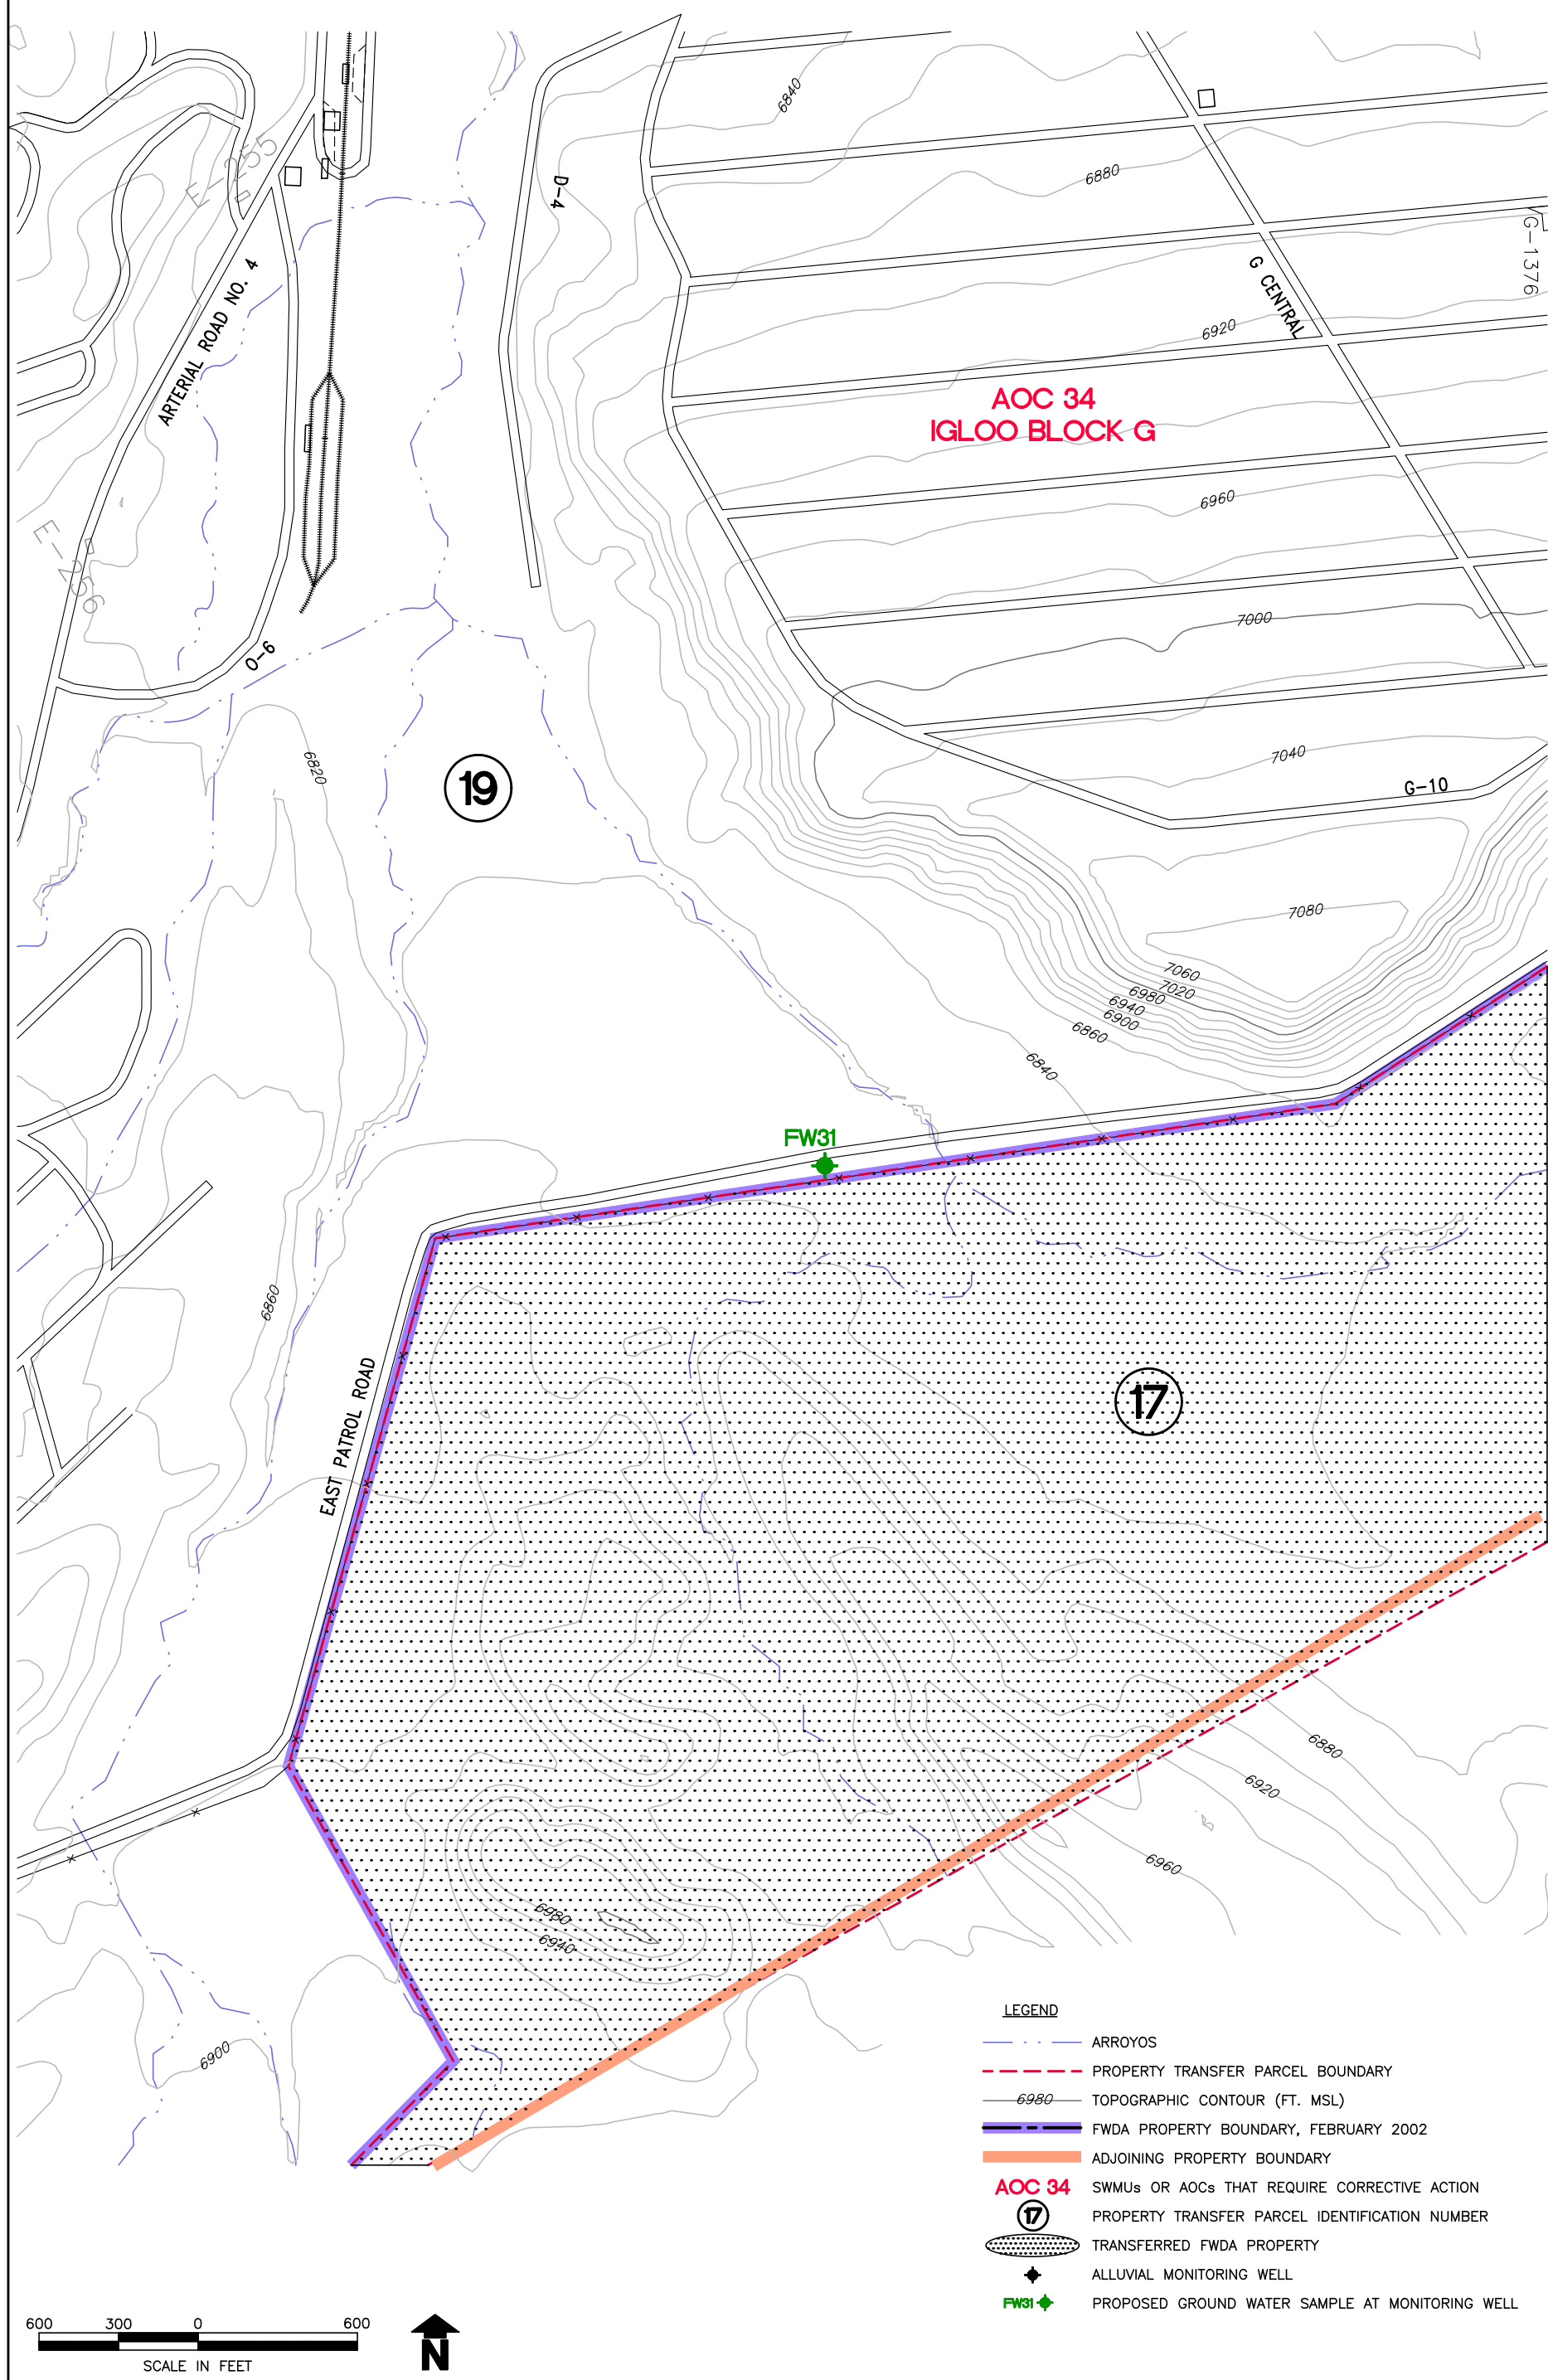 6840
E-255
E
D-4
6880
G-1376
ARTERIAL ROAD NO. 4
G CENTRAL
6920
AOC 34
IGLOO BLOCK G
6960
E-256
E
7000
O-6
6820
19
7040
G-10
7080
7060
7020
6980
6940
6900
6860
6840
FW31
6860
EAST PATROL ROAD
17
6880
6920
6960
6980
6940
6900
LEGEND
ARROYOS
PROPERTY TRANSFER PARCEL BOUNDARY
6980 TOPOGRAPHIC CONTOUR (FT. MSL)
FWDA PROPERTY BOUNDARY, FEBRUARY 2002
ADJOINING PROPERTY BOUNDARY
AOC 34 SWMUs OR AOCs THAT REQUIRE CORRECTIVE ACTION
17 PROPERTY TRANSFER PARCEL IDENTIFICATION NUMBER
TRANSFERRED FWDA PROPERTY
ALLUVIAL MONITORING WELL
FW31 PROPOSED GROUND WATER SAMPLE AT MONITORING WELL
600 300 0 600
SCALE IN FEET
N